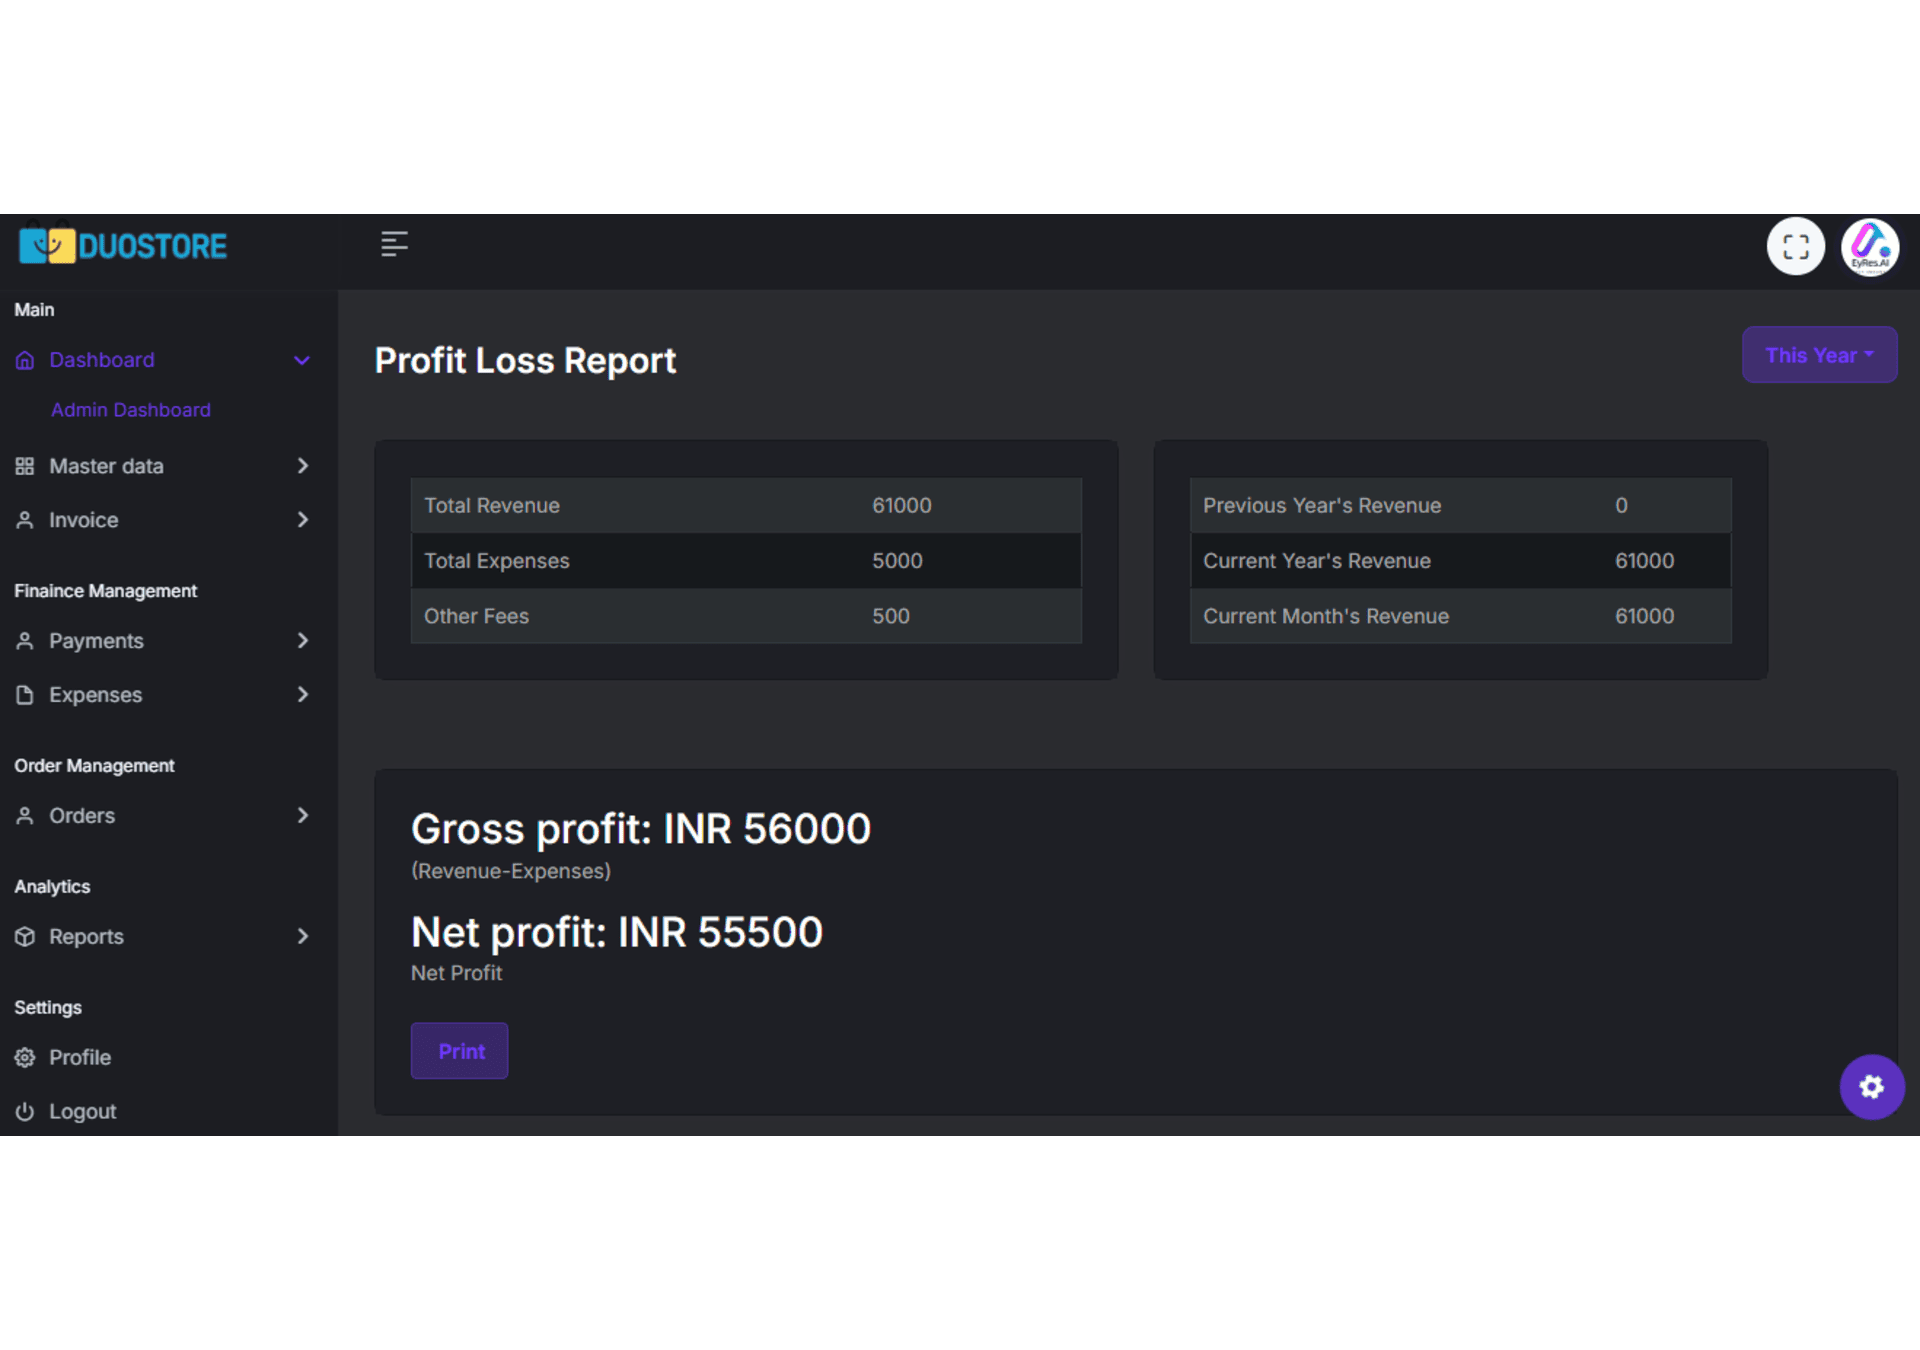 DUOSTORE
EyRes.AI
Main
Dashboard
Admin Dashboard
Master data
Invoice
Finaince Management
Payments
Expenses
Order Management
Orders
Analytics
Reports
Settings
Profile
Logout
Profit Loss Report
This Year
Total Revenue 61000
Total Expenses 5000
Other Fees 500
Previous Year's Revenue 0
Current Year's Revenue 61000
Current Month's Revenue 61000
Gross profit: INR 56000
(Revenue-Expenses)
Net profit: INR 55500
Net Profit
Print